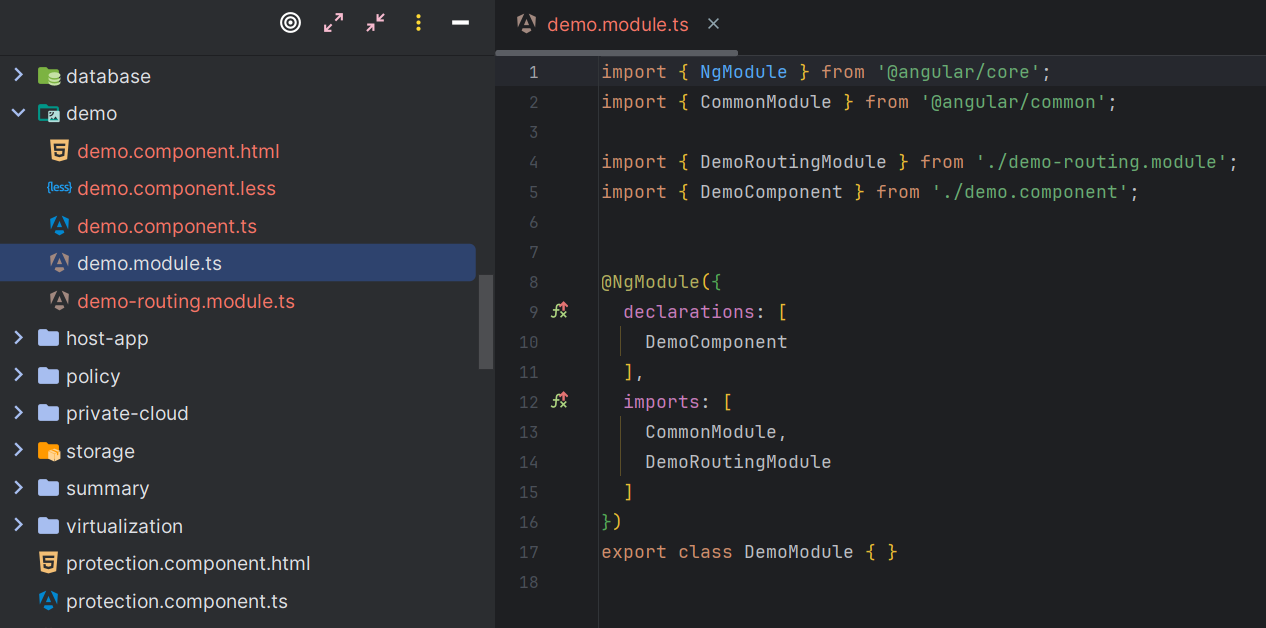 database
demo
demo.component.html
{less} demo.component.less
demo.component.ts
demo.module.ts
demo-routing.module.ts
host-app
policy
private-cloud
storage
summary
virtualization
5 protection.component.html
protection.component.ts
demo.module.ts
1 import { NgModule } from '@angular/core';
2 import { CommonModule } from '@angular/common';
3
4 import { DemoRoutingModule } from './demo-routing.module';
5 import { DemoComponent } from './demo.component';
6
7
8 @NgModule({
9 declarations: [
10 DemoComponent
11 ],
12 imports: [
13 CommonModule,
14 DemoRoutingModule
15 ]
16 })
17 export class DemoModule { }
18